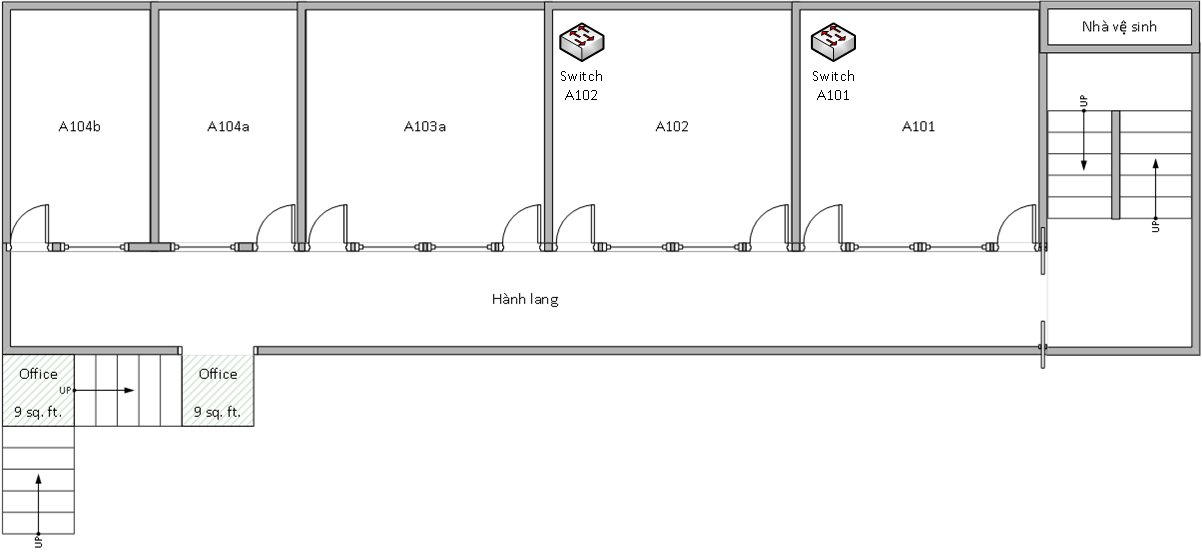 Nhà vệ sinh
Switch
A102
Switch
A101
UP
A104b
A104a
A103a
A102
A101
UP
Hành lang
Office
UP
9 sq. ft.
Office
9 sq. ft.
UP